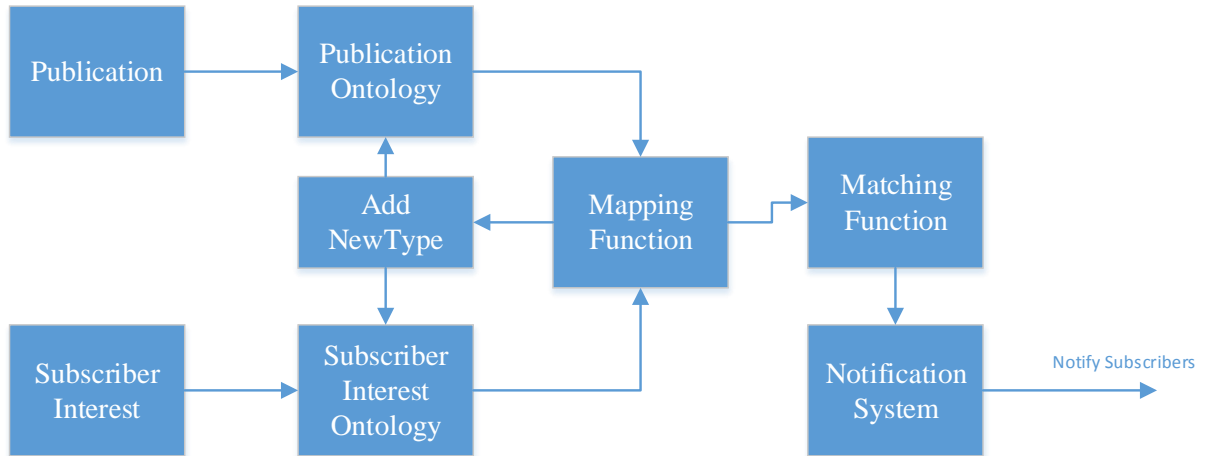 Publication
Publication
Ontology
Add
NewType
Mapping
Function
Matching
Function
Subscriber
Interest
Subscriber
Interest
Ontology
Notification
System
Notify Subscribers